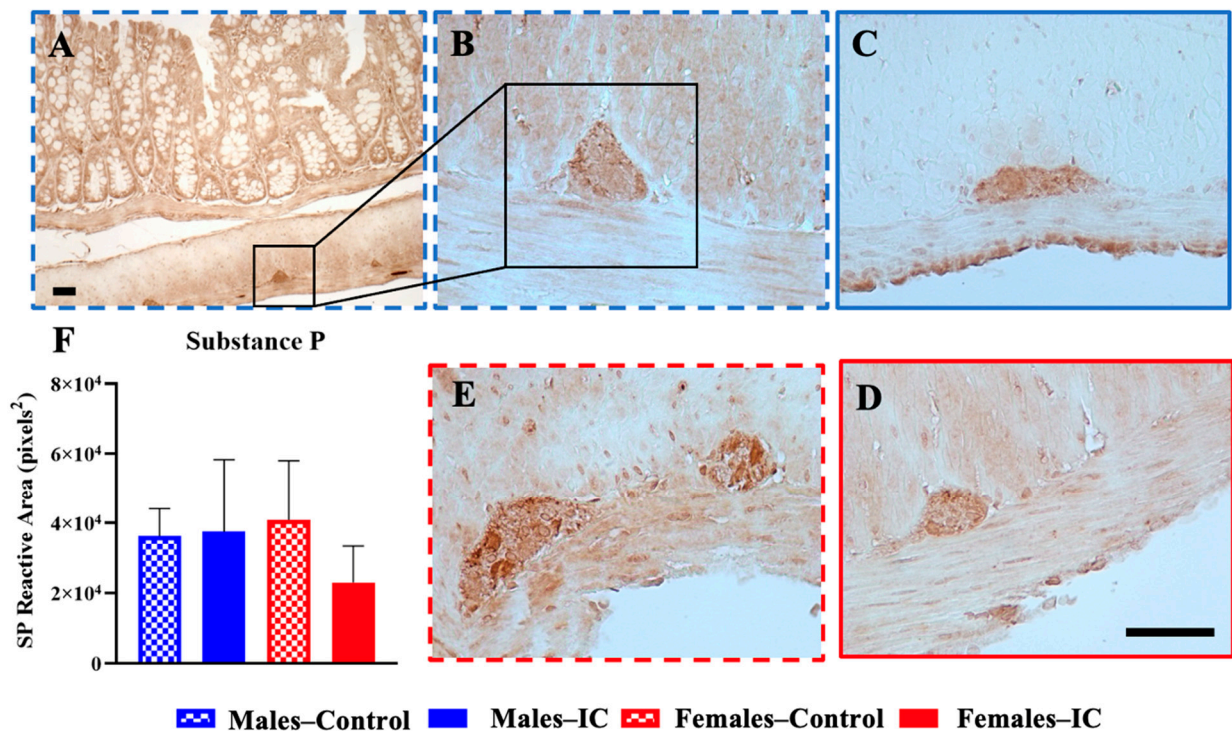 A
B
C
F
Substance P
SP Reactive Area (pixels²)
8×10⁴
6×10⁴
4×10⁴
2×10⁴
0
E
D
Males–Control
Males–IC
Females–Control
Females–IC